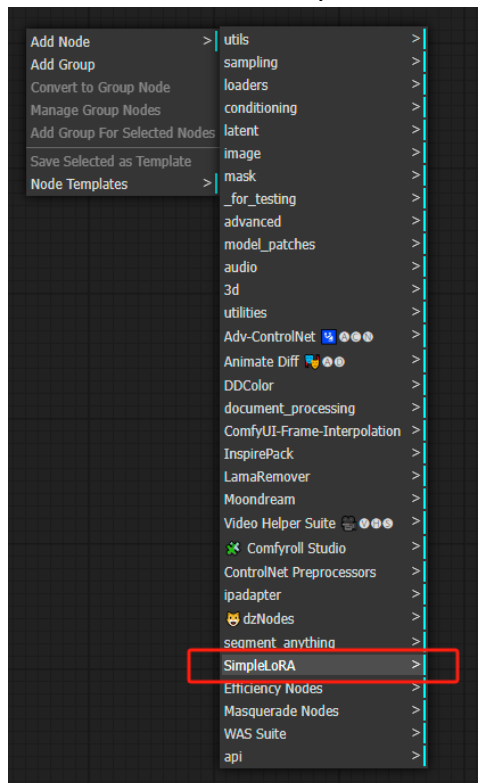 Add Node >
Add Group
Convert to Group Node
Manage Group Nodes
Add Group For Selected Nodes
Save Selected as Template
Node Templates >
utils >
sampling >
loaders >
conditioning >
latent >
image >
mask >
_for_testing >
advanced >
model_patches >
audio >
3d >
utilities >
Adv-ControlNet 🛂🅐🅒🅝 >
Animate Diff 🎭🅐🅓 >
DDColor >
document_processing >
ComfyUI-Frame-Interpolation >
InspirePack >
LamaRemover >
Moondream >
Video Helper Suite 🎥🅥🅗🅢 >
🧩 Comfyroll Studio >
ControlNet Preprocessors >
ipadapter >
😺 dzNodes >
segment_anything >
SimpleLoRA >
Efficiency Nodes >
Masquerade Nodes >
WAS Suite >
api >